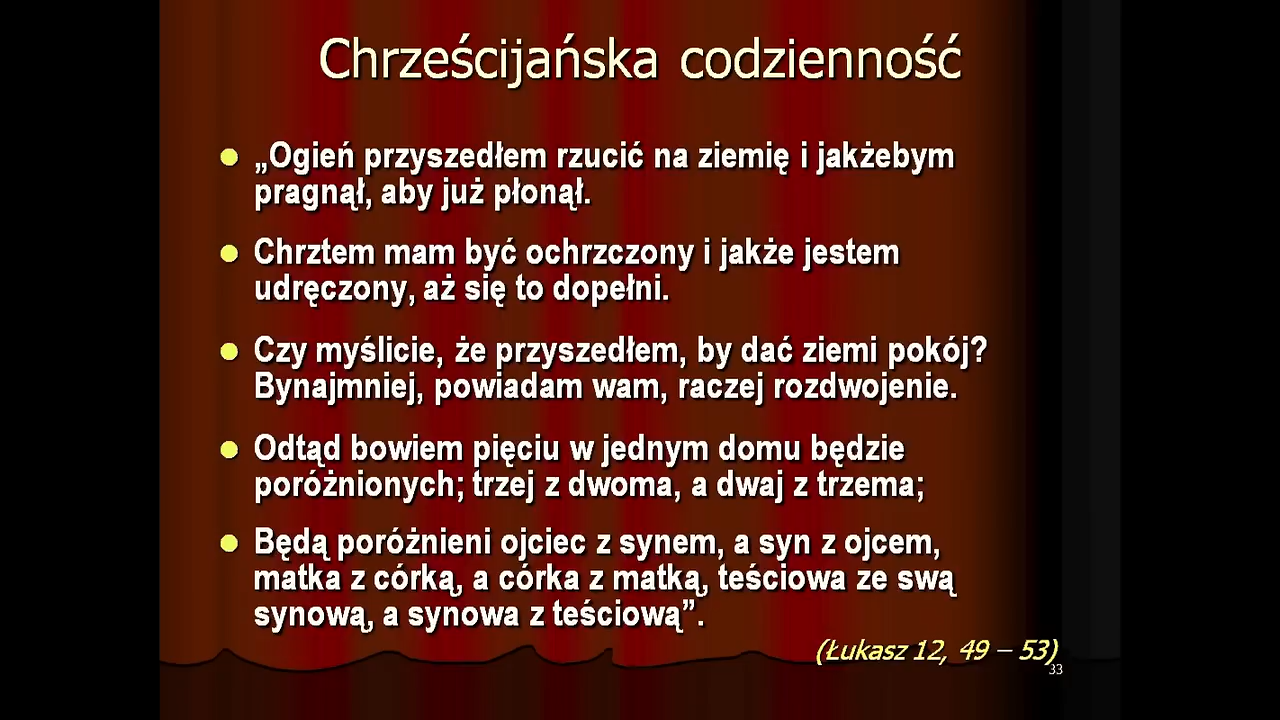 Chrześcijańska codzienność
● „Ogień przyszedłem rzucić na ziemię i jakżebym
pragnął, aby już płonął.
● Chrztem mam być ochrzczony i jakże jestem
udręczony, aż się to dopełni.
● Czy myślicie, że przyszedłem, by dać ziemi pokój?
Bynajmniej, powiadam wam, raczej rozdwojenie.
● Odtąd bowiem pięciu w jednym domu będzie
poróżnionych; trzej z dwoma, a dwaj z trzema;
● Będą poróżnieni ojciec z synem, a syn z ojcem,
matka z córką, a córka z matką, teściowa ze swą
synową, a synowa z teściową”.
(Łukasz 12, 49 – 53)
33